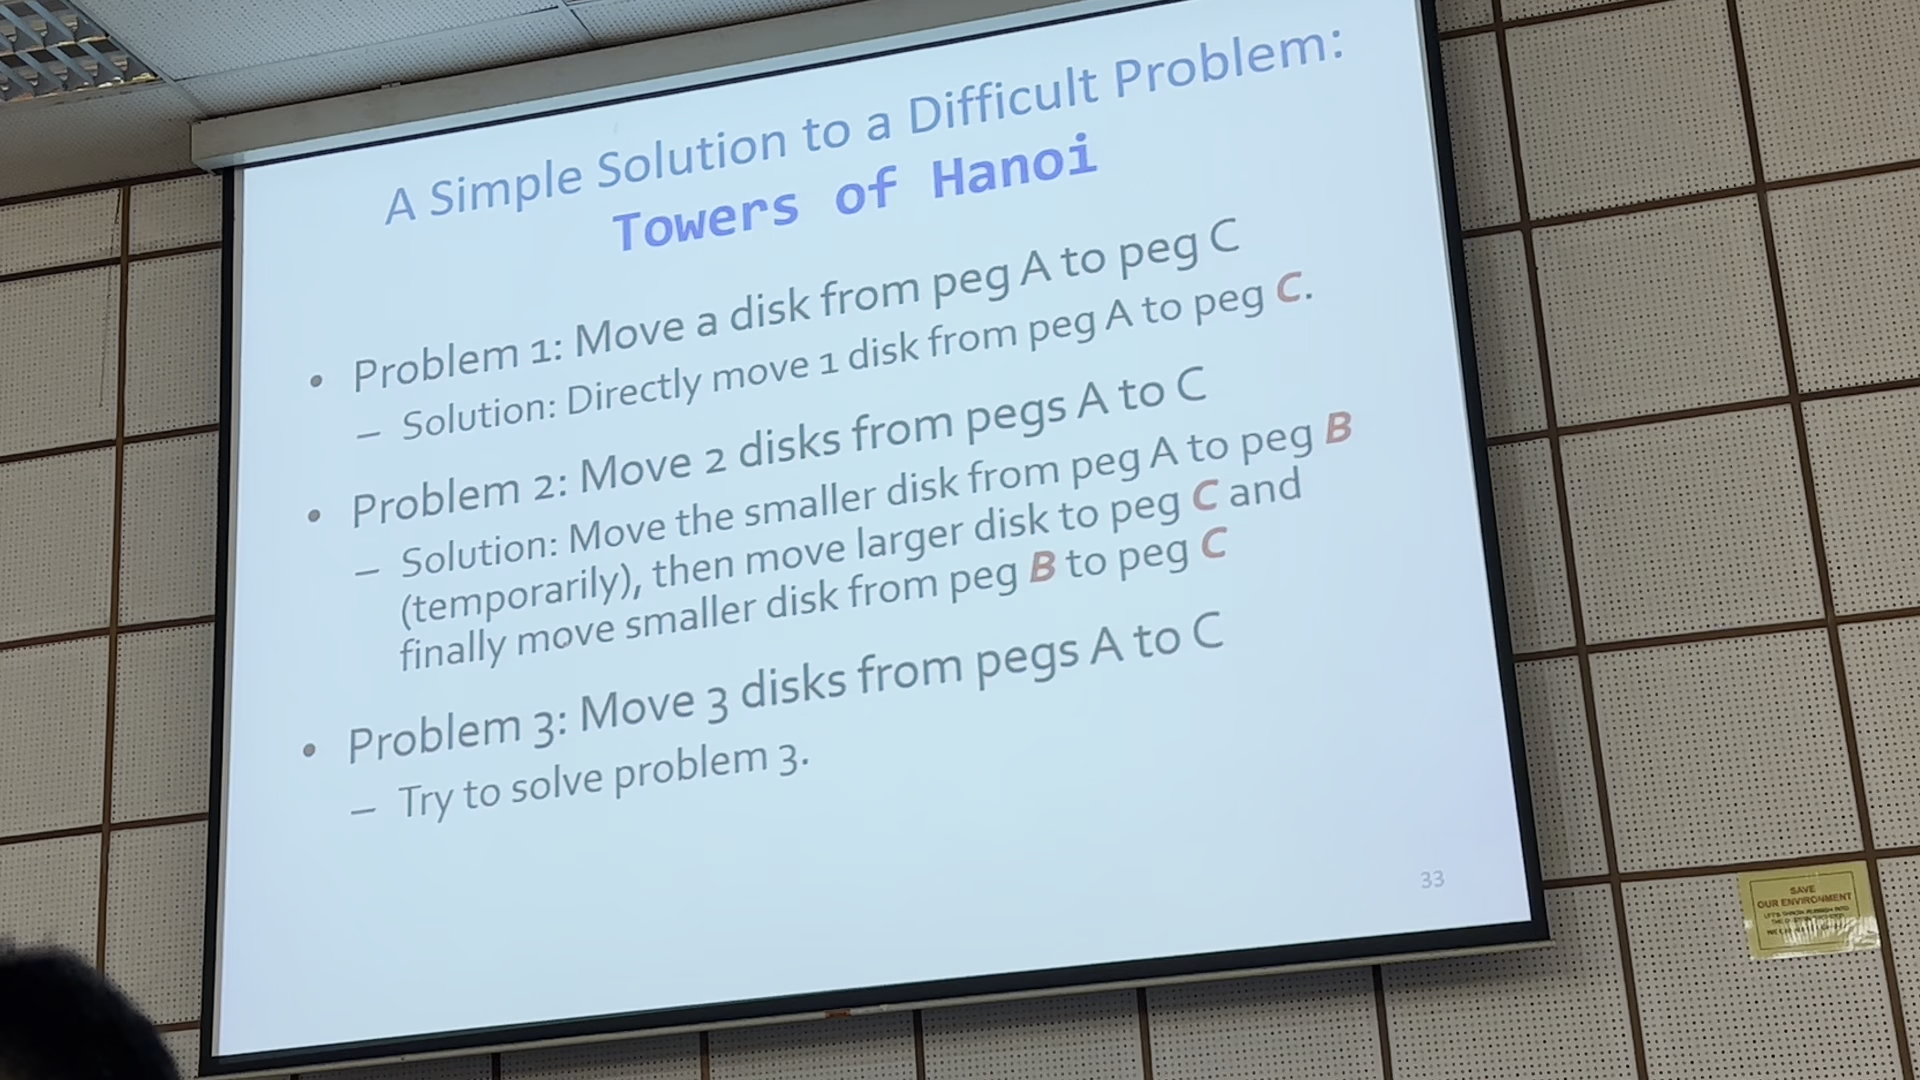 A Simple Solution to a Difficult Problem:
Towers of Hanoi
• Problem 1: Move a disk from peg A to peg C
– Solution: Directly move 1 disk from peg A to peg C.
• Problem 2: Move 2 disks from pegs A to C
– Solution: Move the smaller disk from peg A to peg B
(temporarily), then move larger disk to peg C and
finally move smaller disk from peg B to peg C
• Problem 3: Move 3 disks from pegs A to C
– Try to solve problem 3.
33
SAVE
OUR ENVIRONMENT